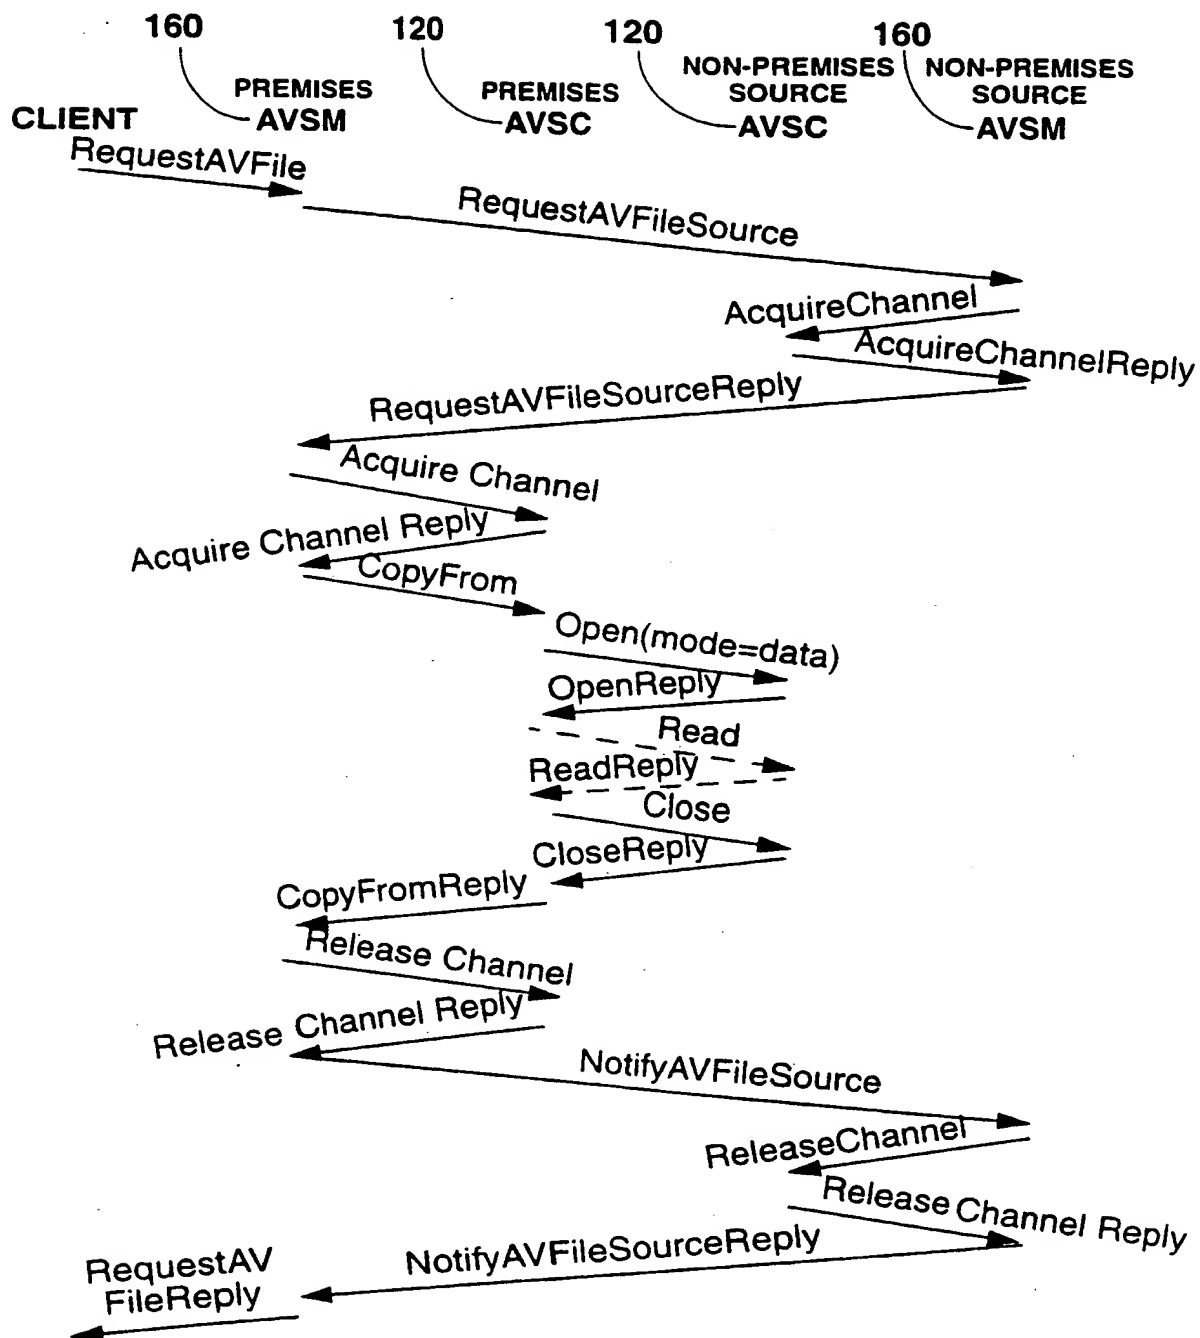 160
120
120
160
CLIENT
PREMISES
AVSM
PREMISES
AVSC
NON-PREMISES
SOURCE
AVSC
NON-PREMISES
SOURCE
AVSM
RequestAVFile
RequestAVFileSource
AcquireChannel
AcquireChannelReply
RequestAVFileSourceReply
Acquire Channel
Acquire Channel Reply
CopyFrom
Open(mode=data)
OpenReply
Read
ReadReply
Close
CloseReply
CopyFromReply
Release Channel
Release Channel Reply
NotifyAVFileSource
ReleaseChannel
Release Channel Reply
NotifyAVFileSourceReply
RequestAV
FileReply